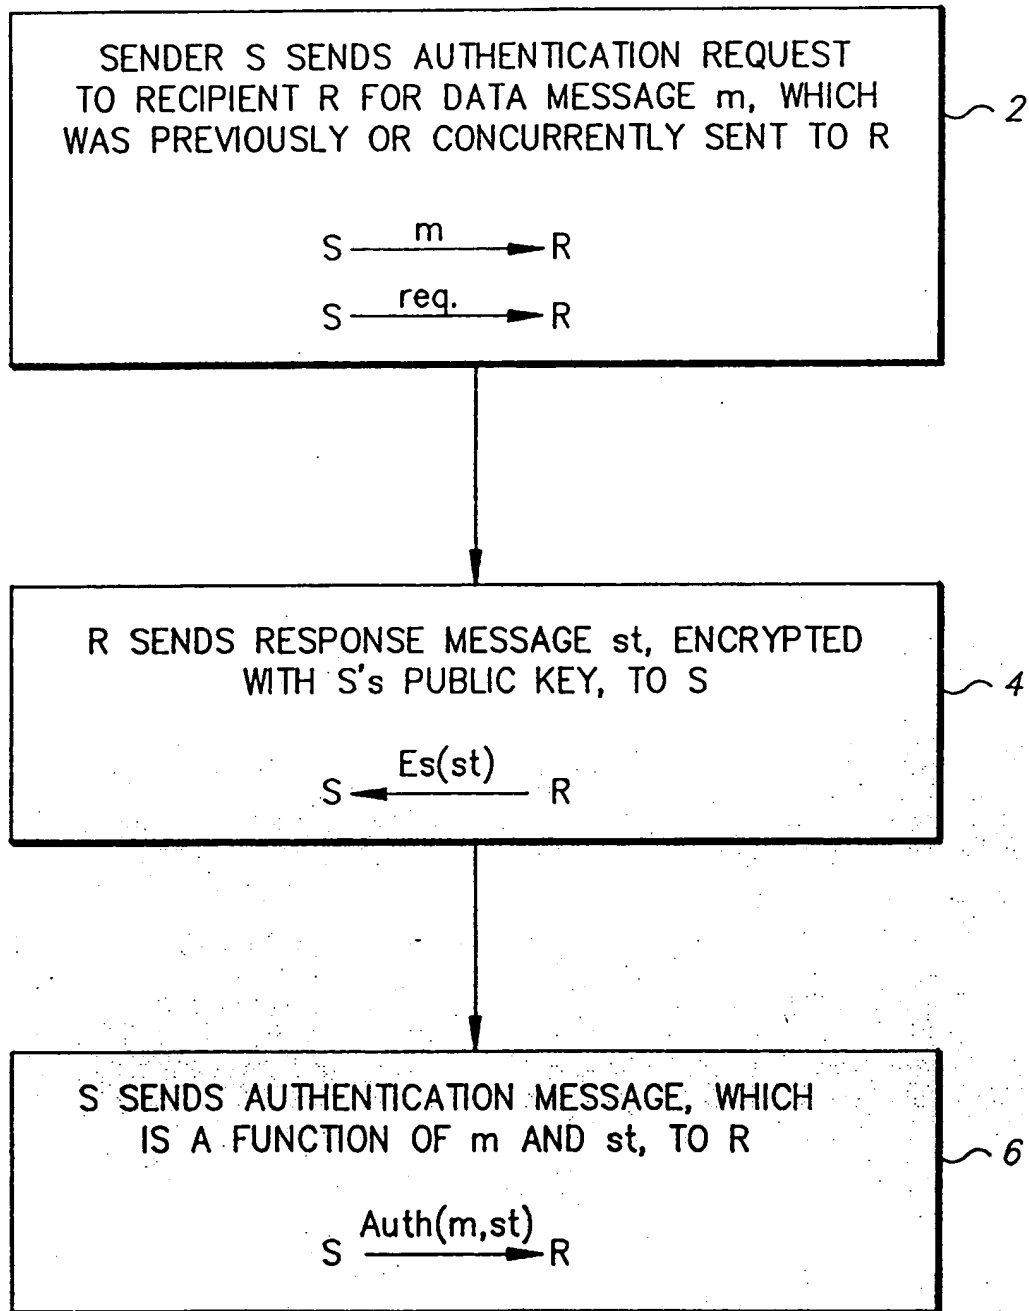 SENDER S SENDS AUTHENTICATION REQUEST
TO RECIPIENT R FOR DATA MESSAGE m, WHICH
WAS PREVIOUSLY OR CONCURRENTLY SENT TO R
2
S m R
S req. R
R SENDS RESPONSE MESSAGE st, ENCRYPTED
WITH S's PUBLIC KEY, TO S
4
S Es(st) R
S SENDS AUTHENTICATION MESSAGE, WHICH
IS A FUNCTION OF m AND st, TO R
6
S Auth(m,st) R